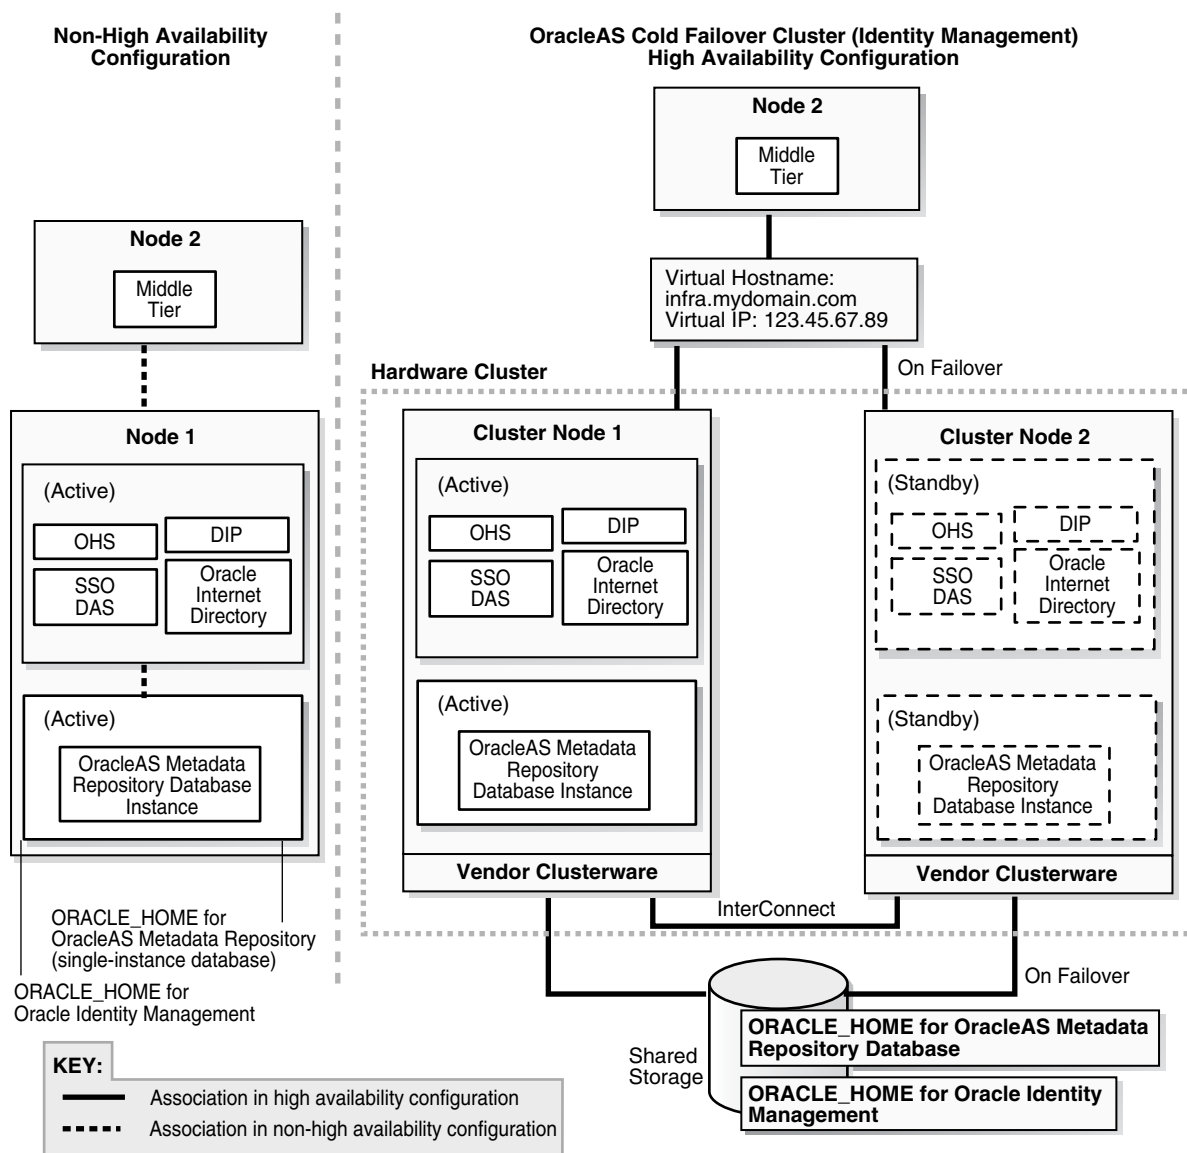 Non-High Availability
Configuration
Node 2
Middle
Tier
Node 1
(Active)
OHS
DIP
SSO
DAS
Oracle
Internet
Directory
(Active)
OracleAS Metadata
Repository Database
Instance
ORACLE_HOME for
OracleAS Metadata Repository
(single-instance database)
ORACLE_HOME for
Oracle Identity Management
OracleAS Cold Failover Cluster (Identity Management)
High Availability Configuration
Node 2
Middle
Tier
Virtual Hostname:
infra.mydomain.com
Virtual IP: 123.45.67.89
On Failover
Hardware Cluster
Cluster Node 1
(Active)
OHS
DIP
SSO
DAS
Oracle
Internet
Directory
(Active)
OracleAS Metadata
Repository
Database Instance
Vendor Clusterware
Cluster Node 2
(Standby)
OHS
DIP
SSO
DAS
Oracle
Internet
Directory
(Standby)
OracleAS Metadata
Repository
Database Instance
Vendor Clusterware
InterConnect
On Failover
Shared
Storage
ORACLE_HOME for OracleAS Metadata
Repository Database
ORACLE_HOME for Oracle Identity
Management
KEY:
Association in high availability configuration
Association in non-high availability configuration